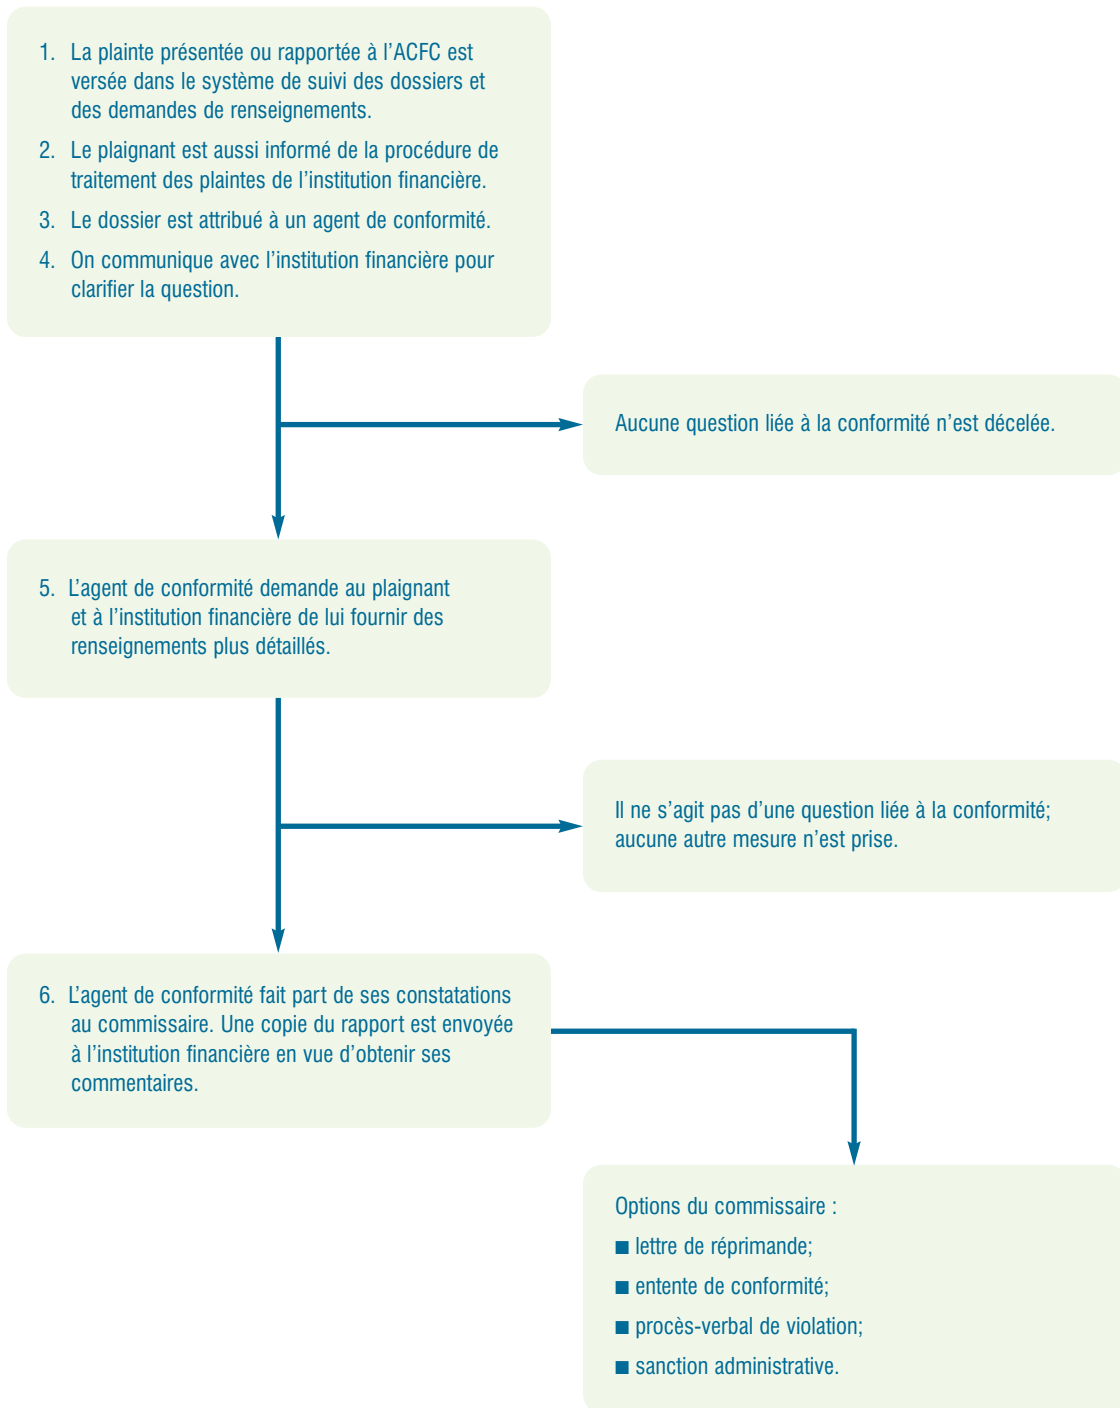 1. La plainte présentée ou rapportée à l’ACFC est
versée dans le système de suivi des dossiers et
des demandes de renseignements.
2. Le plaignant est aussi informé de la procédure de
traitement des plaintes de l’institution financière.
3. Le dossier est attribué à un agent de conformité.
4. On communique avec l’institution financière pour
clarifier la question.
Aucune question liée à la conformité n’est décelée.
5. L’agent de conformité demande au plaignant
et à l’institution financière de lui fournir des
renseignements plus détaillés.
Il ne s’agit pas d’une question liée à la conformité;
aucune autre mesure n’est prise.
6. L’agent de conformité fait part de ses constatations
au commissaire. Une copie du rapport est envoyée
à l’institution financière en vue d’obtenir ses
commentaires.
Options du commissaire :
■ lettre de réprimande;
■ entente de conformité;
■ procès-verbal de violation;
■ sanction administrative.